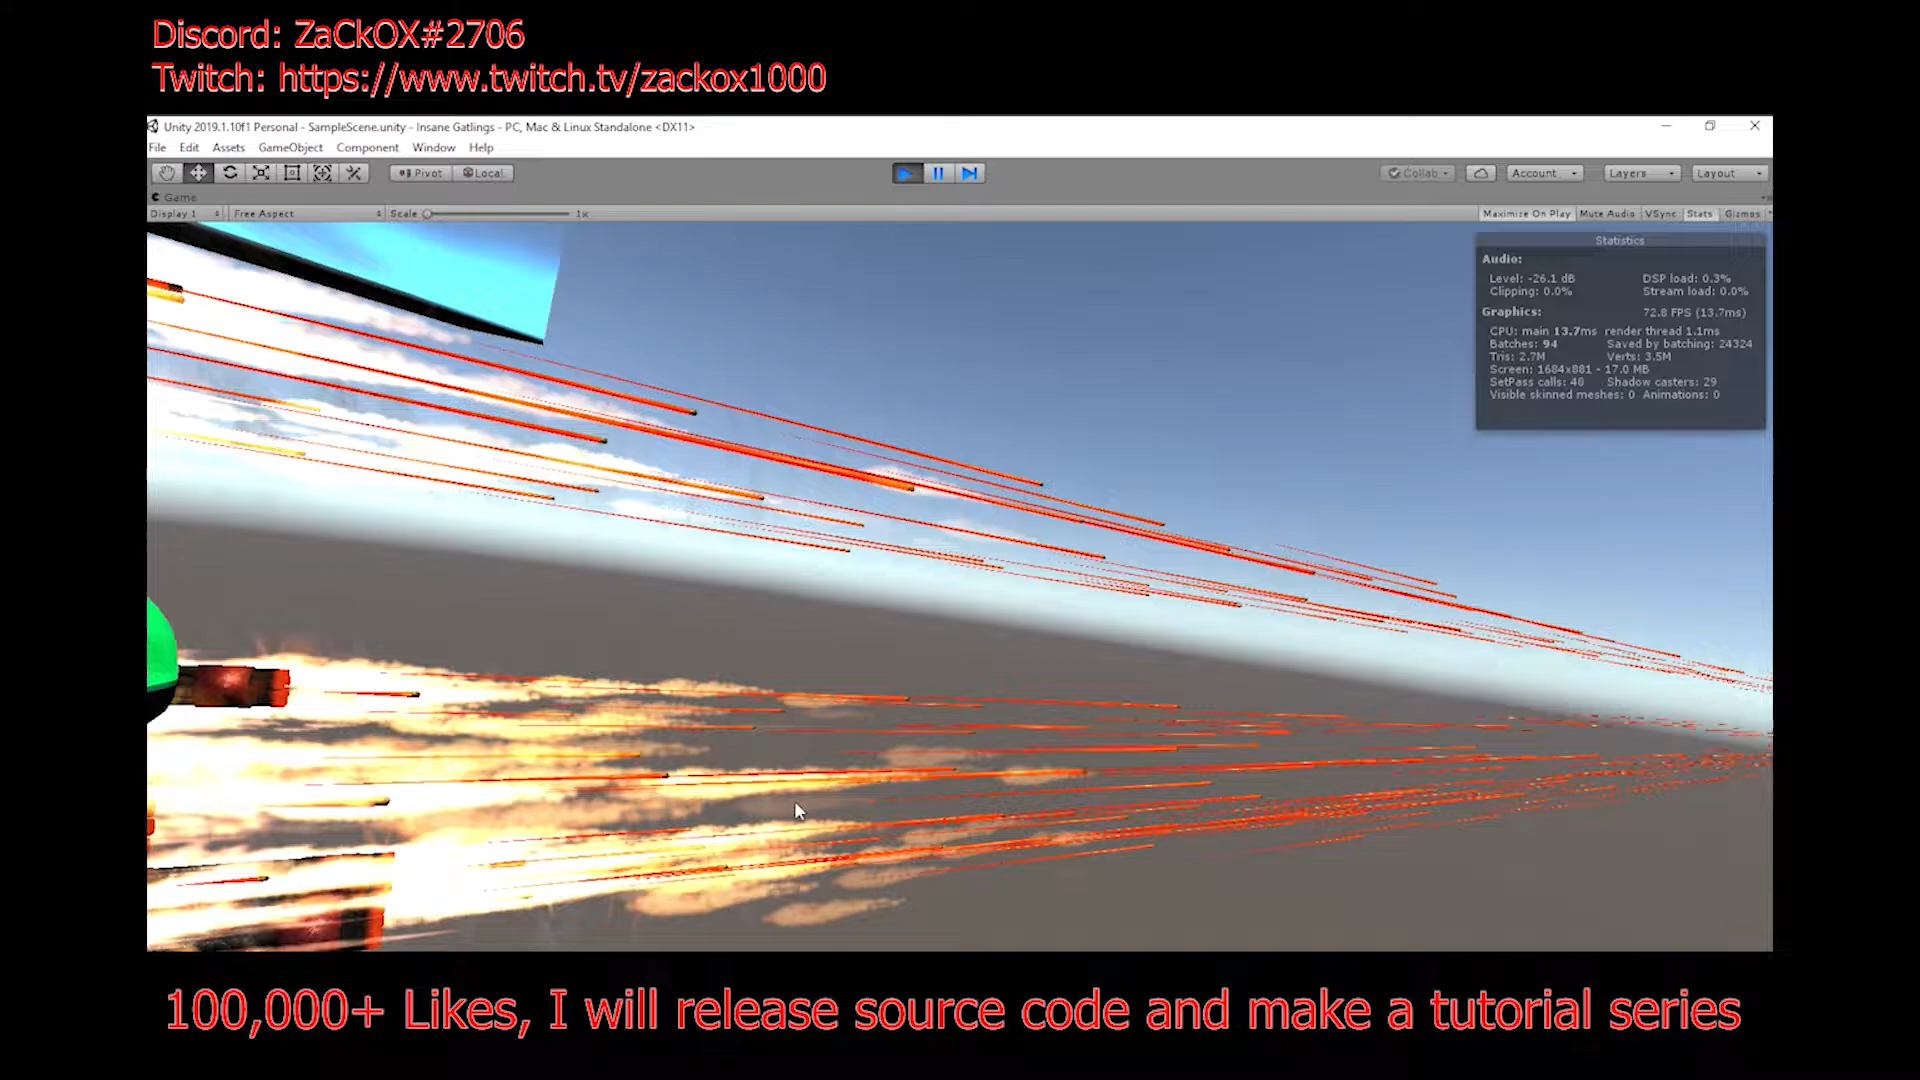 Discord: ZaCkOX#2706
Twitch: https://www.twitch.tv/zackox1000
Unity 2019.1.10f1 Personal - SampleScene.unity - Insane Gatlings - PC, Mac & Linux Standalone <DX11>
File Edit Assets GameObject Component Window Help
Pivot Local Collab Account Layers Layout
Game
Display 1 Free Aspect Scale 1x Maximize On Play Mute Audio VSync Stats Gizmos
Statistics
Audio:
Level: -26.1 dB DSP load: 0.3%
Clipping: 0.0% Stream load: 0.0%
Graphics: 72.8 FPS (13.7ms)
CPU: main 13.7ms render thread 1.1ms
Batches: 94 Saved by batching: 24324
Tris: 2.7M Verts: 3.5M
Screen: 1684x881 - 17.0 MB
SetPass calls: 48 Shadow casters: 29
Visible skinned meshes: 0 Animations: 0
100,000+ Likes, I will release source code and make a tutorial series